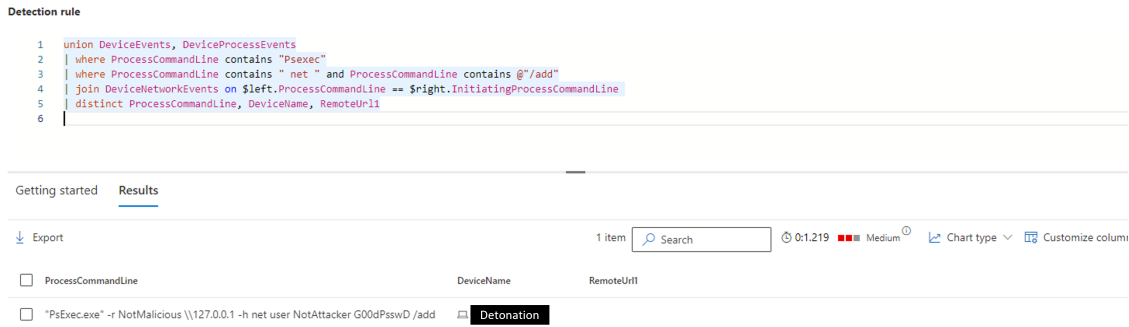 Detection rule
1 union DeviceEvents, DeviceProcessEvents
2 | where ProcessCommandLine contains "Psexec"
3 | where ProcessCommandLine contains " net " and ProcessCommandLine contains @"/add"
4 | join DeviceNetworkEvents on $left.ProcessCommandLine == $right.InitiatingProcessCommandLine
5 | distinct ProcessCommandLine, DeviceName, RemoteUrl1
6
Getting started Results
Export 1 item Search 0:1.219 Medium Chart type Customize colum
ProcessCommandLine DeviceName RemoteUrl1
"PsExec.exe" -r NotMalicious \\127.0.0.1 -h net user NotAttacker G00dPsswD /add Detonation